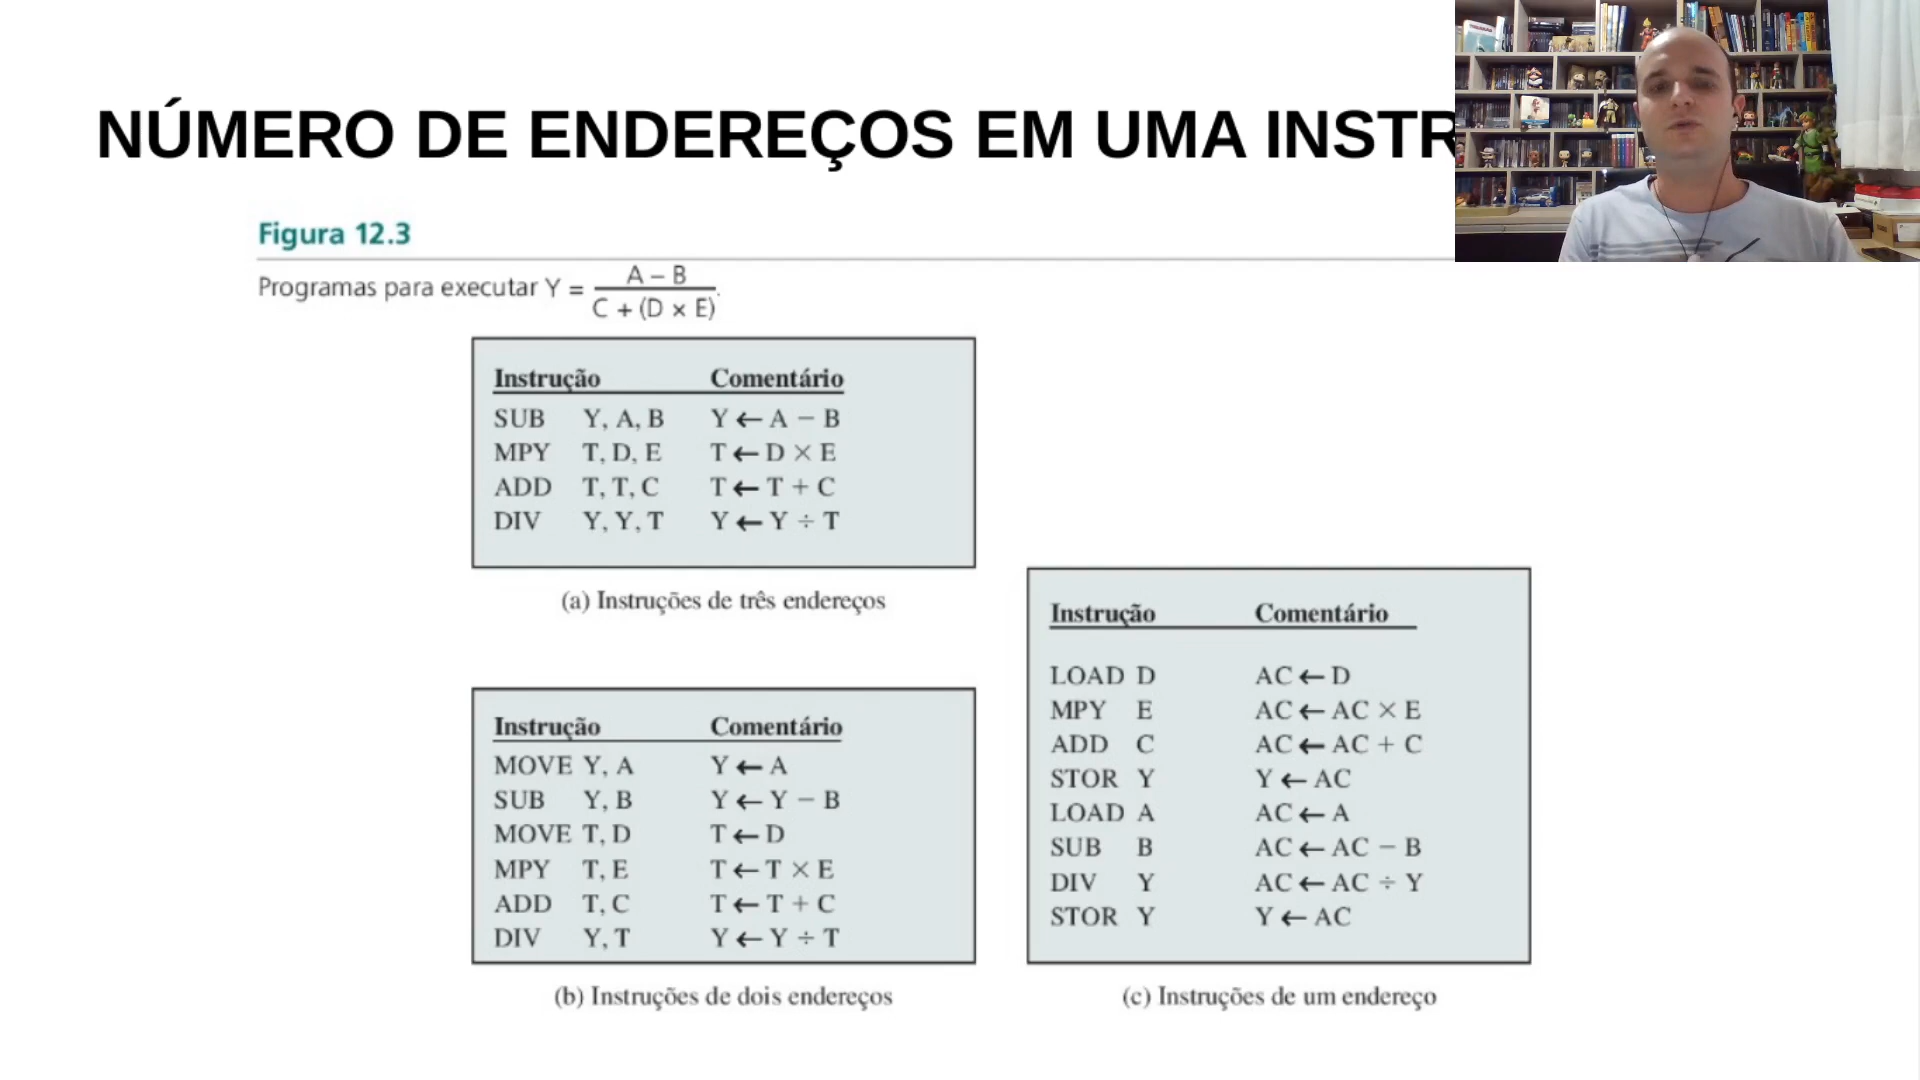 NÚMERO DE ENDEREÇOS EM UMA INSTR
Figura 12.3
Programas para executar Y = A − B / C + (D × E).
Instrução Comentário
SUB Y, A, B Y ← A − B
MPY T, D, E T ← D × E
ADD T, T, C T ← T + C
DIV Y, Y, T Y ← Y ÷ T
(a) Instruções de três endereços
Instrução Comentário
MOVE Y, A Y ← A
SUB Y, B Y ← Y − B
MOVE T, D T ← D
MPY T, E T ← T × E
ADD T, C T ← T + C
DIV Y, T Y ← Y ÷ T
(b) Instruções de dois endereços
Instrução Comentário
LOAD D AC ← D
MPY E AC ← AC × E
ADD C AC ← AC + C
STOR Y Y ← AC
LOAD A AC ← A
SUB B AC ← AC − B
DIV Y AC ← AC ÷ Y
STOR Y Y ← AC
(c) Instruções de um endereço